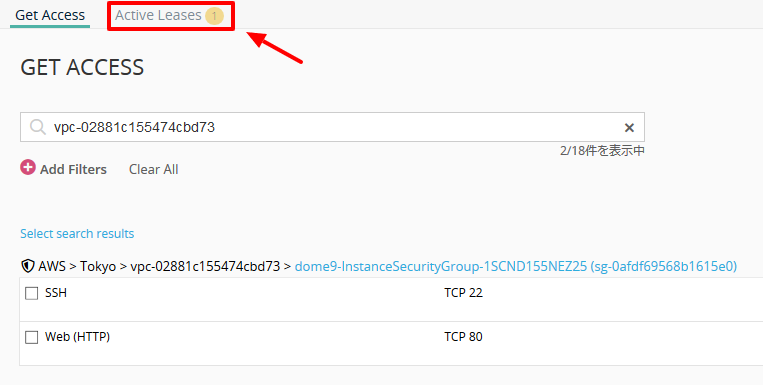 Get Access Active Leases 1
GET ACCESS
vpc-02881c155474cbd73 ×
2/18件を表示中
Add Filters Clear All
Select search results
AWS > Tokyo > vpc-02881c155474cbd73 > dome9-InstanceSecurityGroup-1SCND155NEZ25 (sg-0afdf69568b1615e0)
SSH TCP 22
Web (HTTP) TCP 80